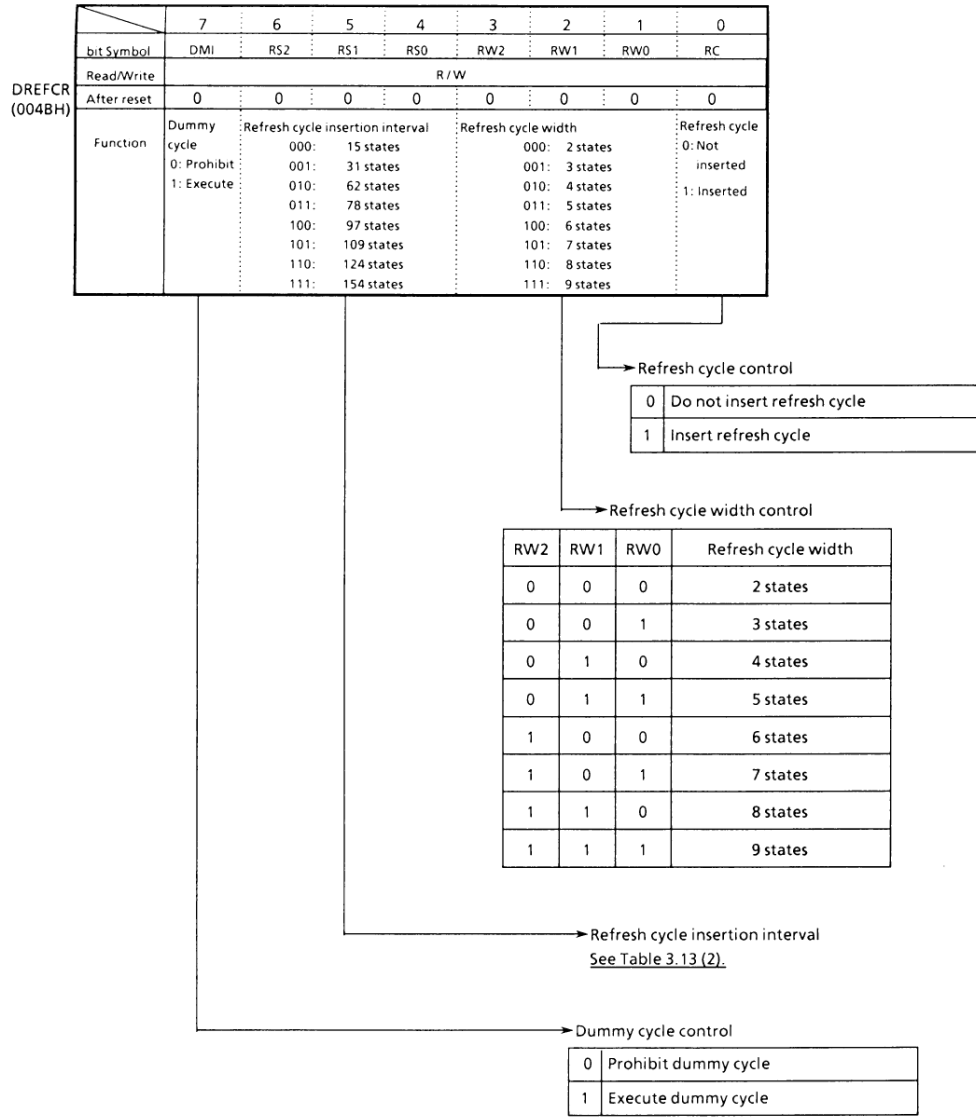 7 6 5 4 3 2 1 0
bit Symbol DMI RS2 RS1 RS0 RW2 RW1 RW0 RC
Read/Write R/W
DREFCR
(004BH)
After reset 0 0 0 0 0 0 0 0
Function
Dummy
cycle
0: Prohibit
1: Execute
Refresh cycle insertion interval
000: 15 states
001: 31 states
010: 62 states
011: 78 states
100: 97 states
101: 109 states
110: 124 states
111: 154 states
Refresh cycle width
000: 2 states
001: 3 states
010: 4 states
011: 5 states
100: 6 states
101: 7 states
110: 8 states
111: 9 states
Refresh cycle
0: Not
inserted
1: Inserted
Refresh cycle control
0 Do not insert refresh cycle
1 Insert refresh cycle
Refresh cycle width control
RW2 RW1 RW0 Refresh cycle width
0 0 0 2 states
0 0 1 3 states
0 1 0 4 states
0 1 1 5 states
1 0 0 6 states
1 0 1 7 states
1 1 0 8 states
1 1 1 9 states
Refresh cycle insertion interval
See Table 3.13 (2).
Dummy cycle control
0 Prohibit dummy cycle
1 Execute dummy cycle